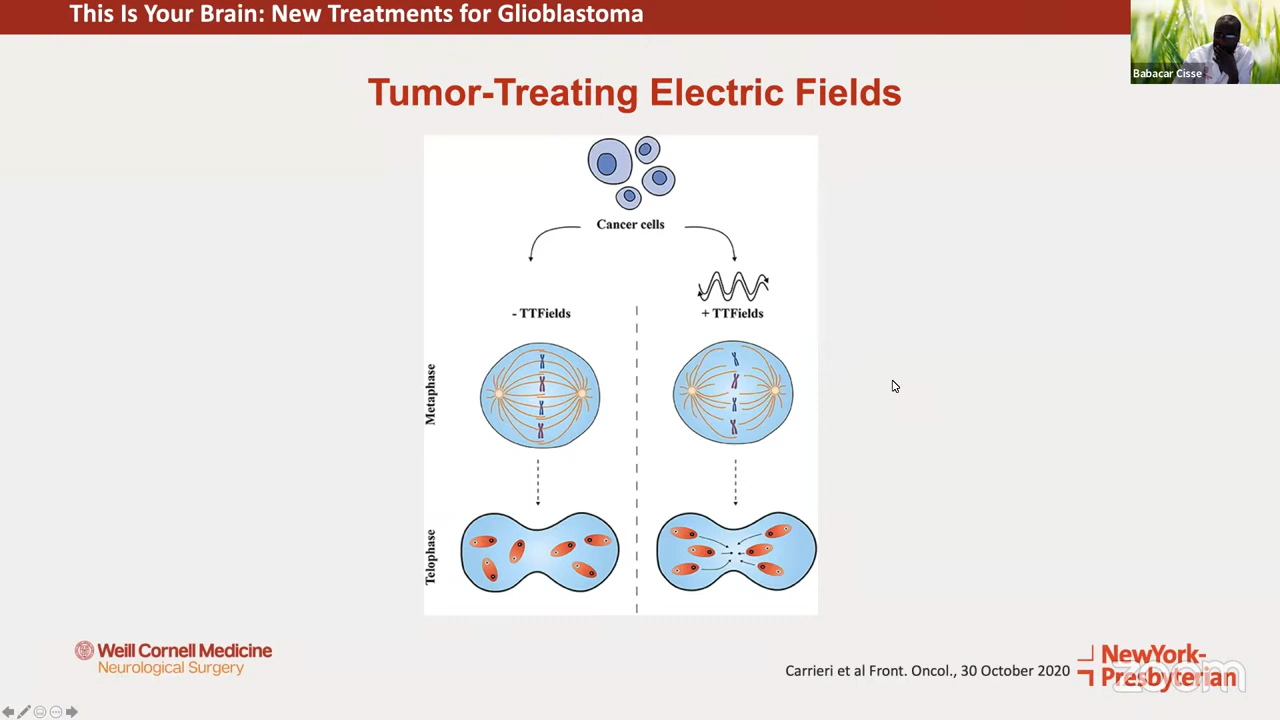 This Is Your Brain: New Treatments for Glioblastoma
Babacar Cisse
Tumor-Treating Electric Fields
Cancer cells
- TTFields
+ TTFields
Metaphase
Telophase
Weill Cornell Medicine
Neurological Surgery
Carrieri et al Front. Oncol., 30 October 2020
NewYork-
Presbyterian
zoom